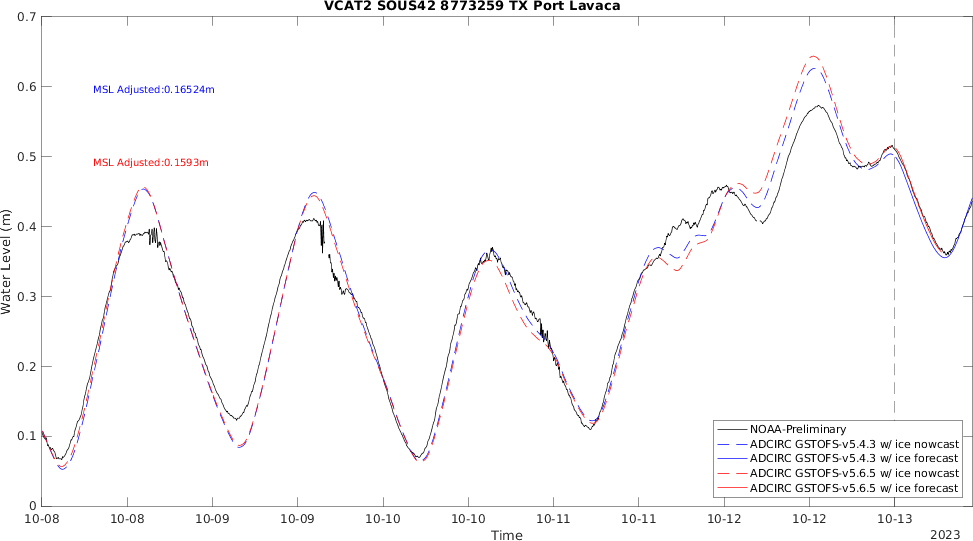 VCAT2 SOUS42 8773259 TX Port Lavaca
0.7
0.6
0.5
0.4
0.3
0.2
0.1
0
Water Level (m)
MSL Adjusted:0.16524m
MSL Adjusted:0.1593m
NOAA-Preliminary
ADCIRC GSTOFS-v5.4.3 w/ ice nowcast
ADCIRC GSTOFS-v5.4.3 w/ ice forecast
ADCIRC GSTOFS-v5.6.5 w/ ice nowcast
ADCIRC GSTOFS-v5.6.5 w/ ice forecast
10-08 10-08 10-09 10-09 10-10 10-10 10-11 10-11 10-12 10-12 10-13
Time
2023